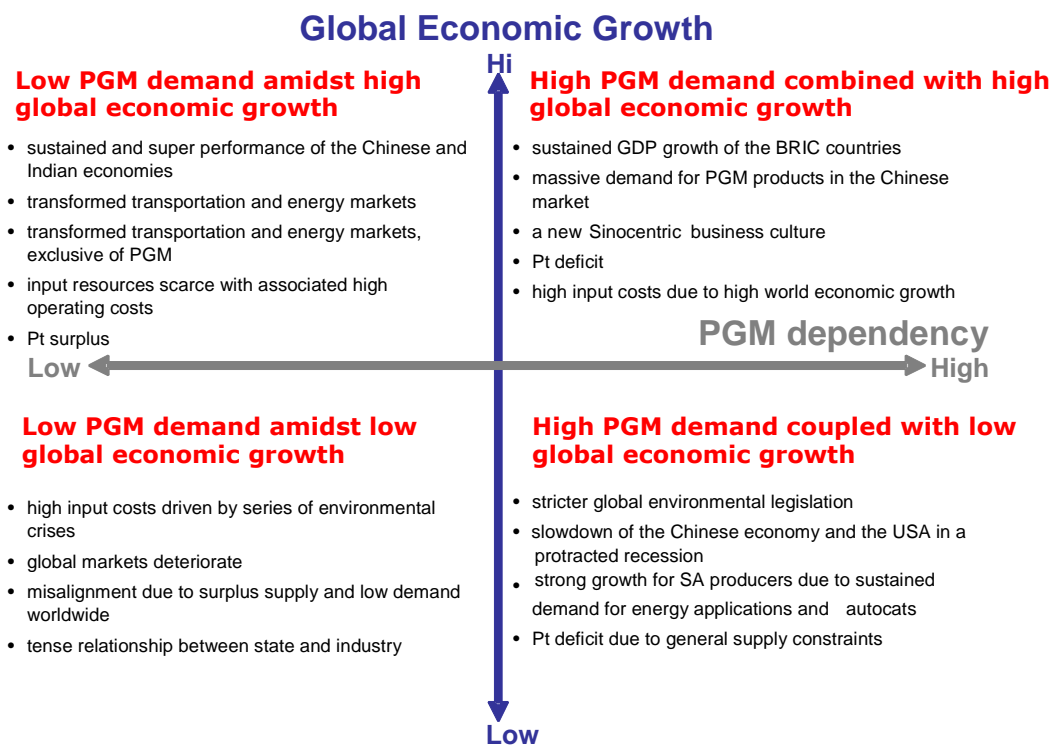 Global Economic Growth
Hi
Low PGM demand amidst high
global economic growth
• sustained and super performance of the Chinese and
Indian economies
• transformed transportation and energy markets
• transformed transportation and energy markets,
exclusive of PGM
• input resources scarce with associated high
operating costs
• Pt surplus
High PGM demand combined with high
global economic growth
• sustained GDP growth of the BRIC countries
• massive demand for PGM products in the Chinese
market
• a new Sinocentric business culture
• Pt deficit
• high input costs due to high world economic growth
PGM dependency
Low
High
Low PGM demand amidst low
global economic growth
• high input costs driven by series of environmental
crises
• global markets deteriorate
• misalignment due to surplus supply and low demand
worldwide
• tense relationship between state and industry
High PGM demand coupled with low
global economic growth
• stricter global environmental legislation
• slowdown of the Chinese economy and the USA in a
protracted recession
• strong growth for SA producers due to sustained
demand for energy applications and autocats
• Pt deficit due to general supply constraints
Low